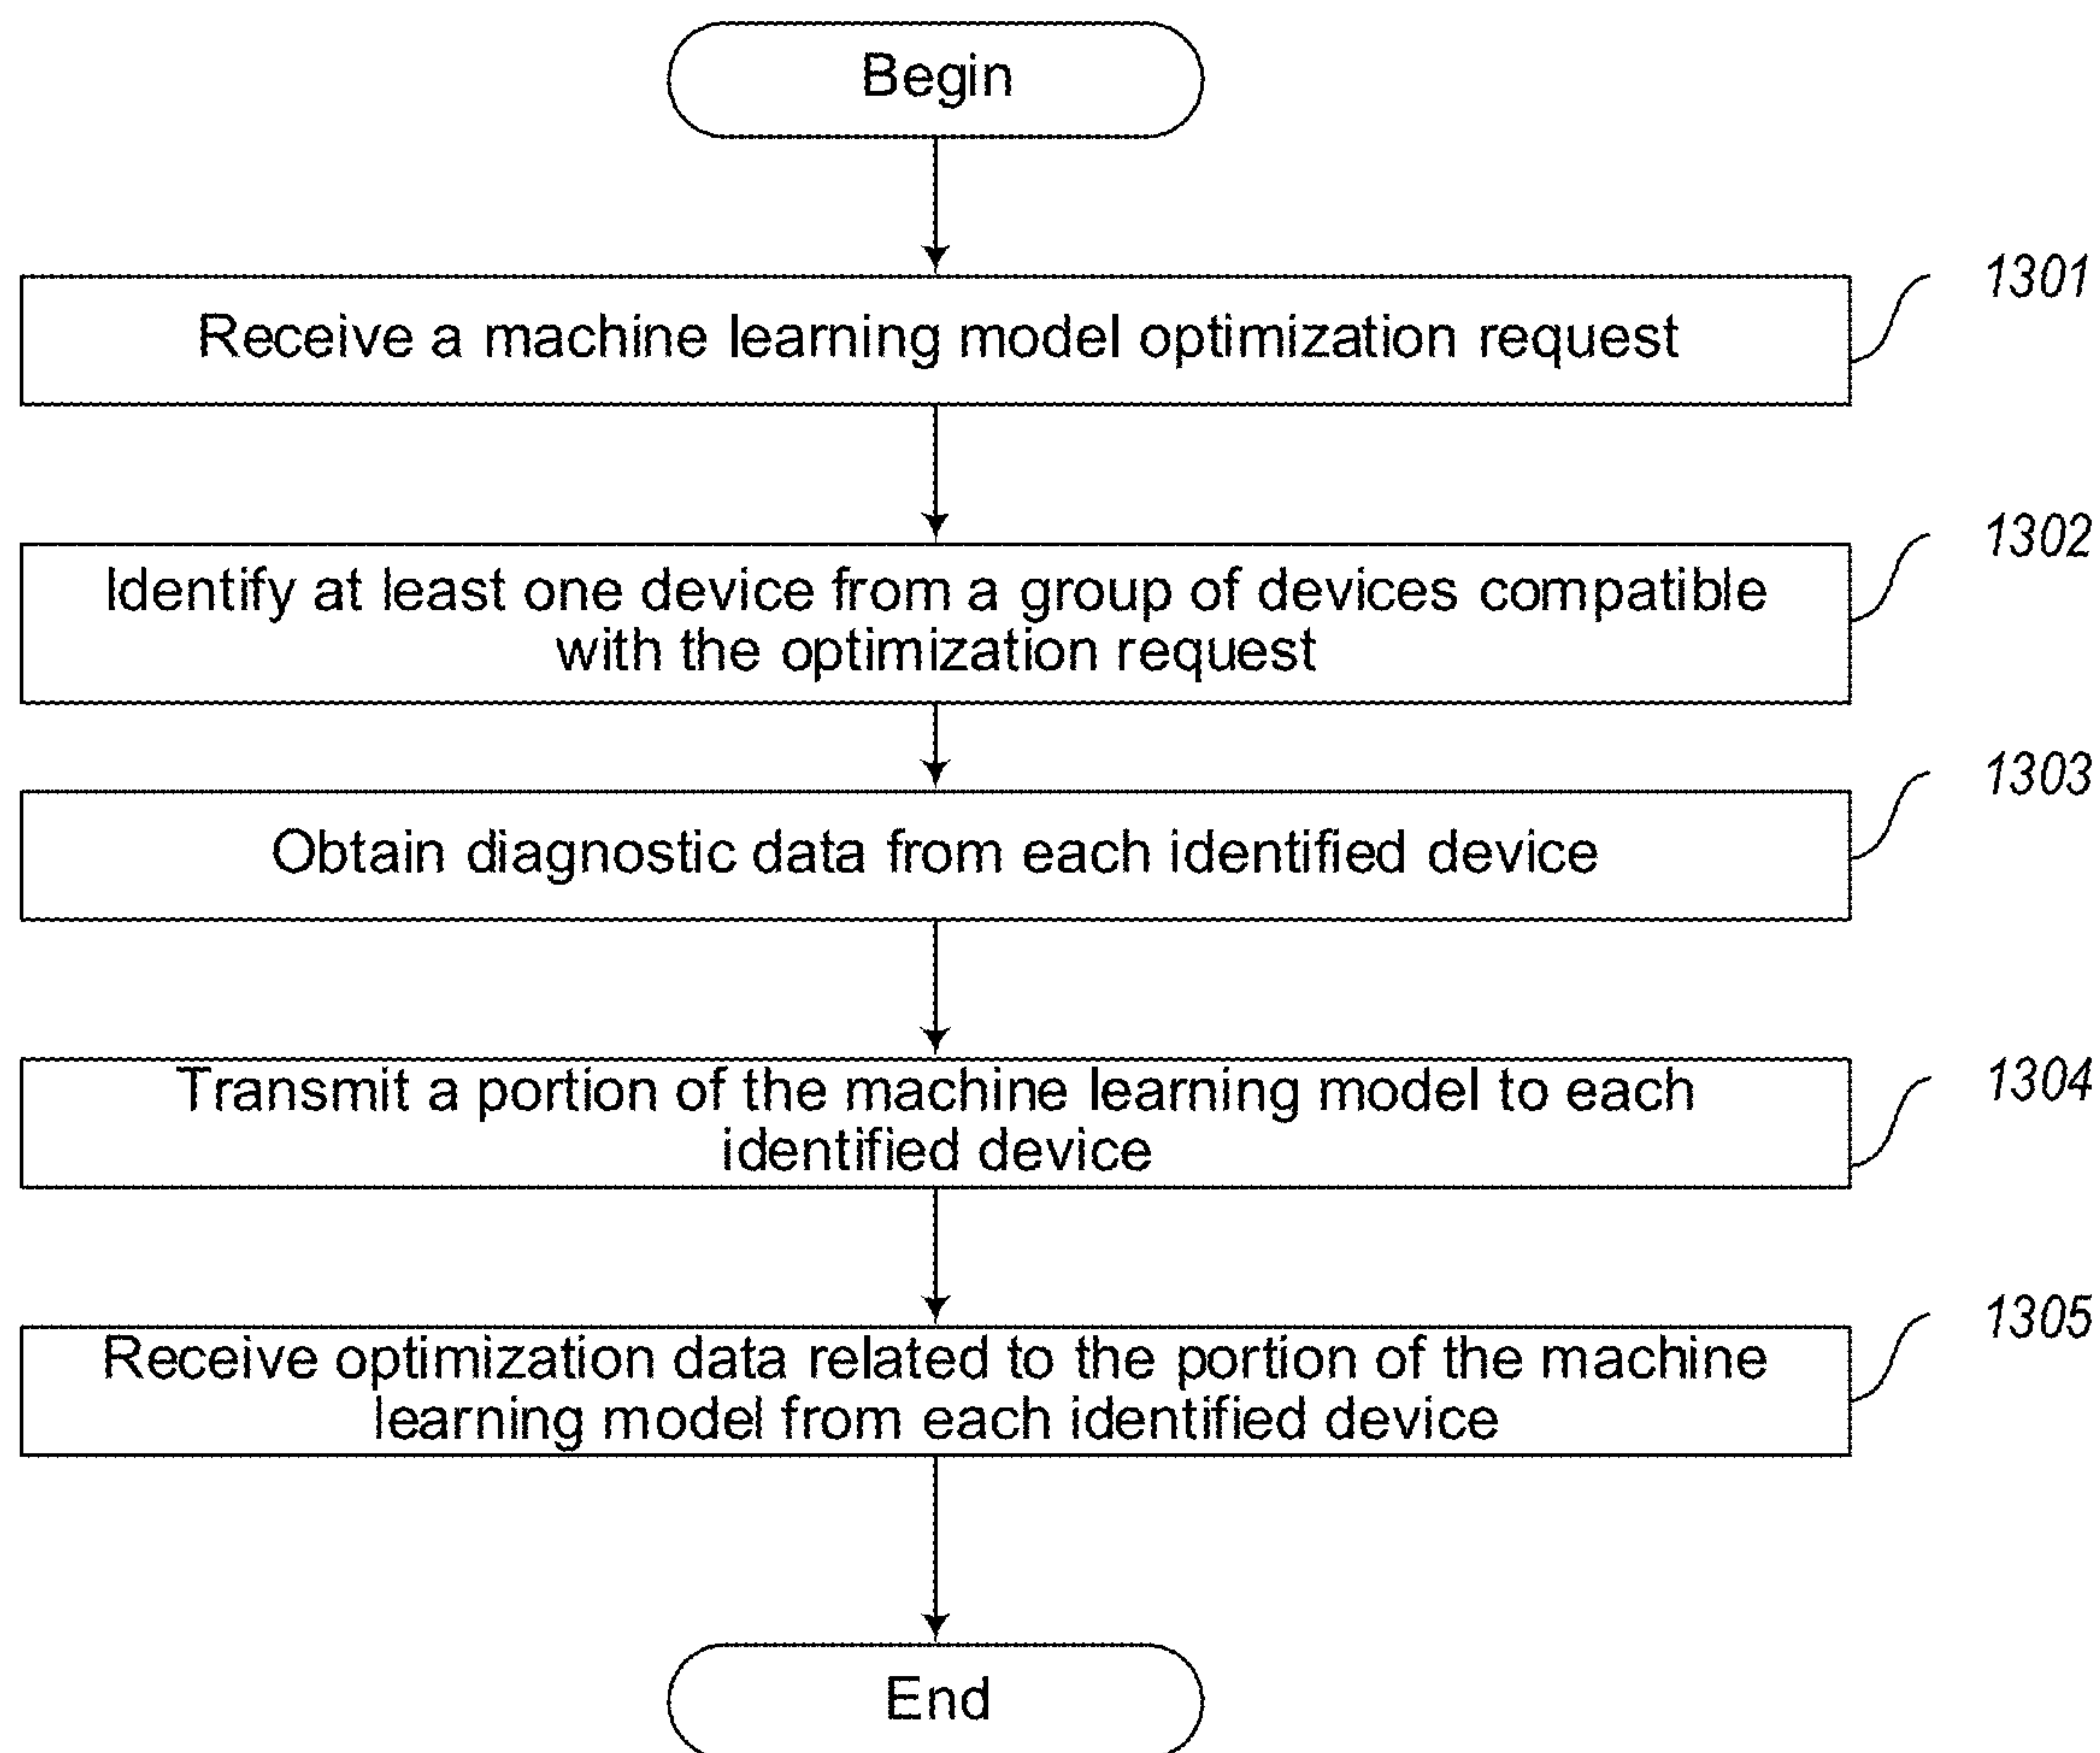 Begin
1301
Receive a machine learning model optimization request
1302
Identify at least one device from a group of devices compatible
with the optimization request
1303
Obtain diagnostic data from each identified device
1304
Transmit a portion of the machine learning model to each
identified device
1305
Receive optimization data related to the portion of the machine
learning model from each identified device
End